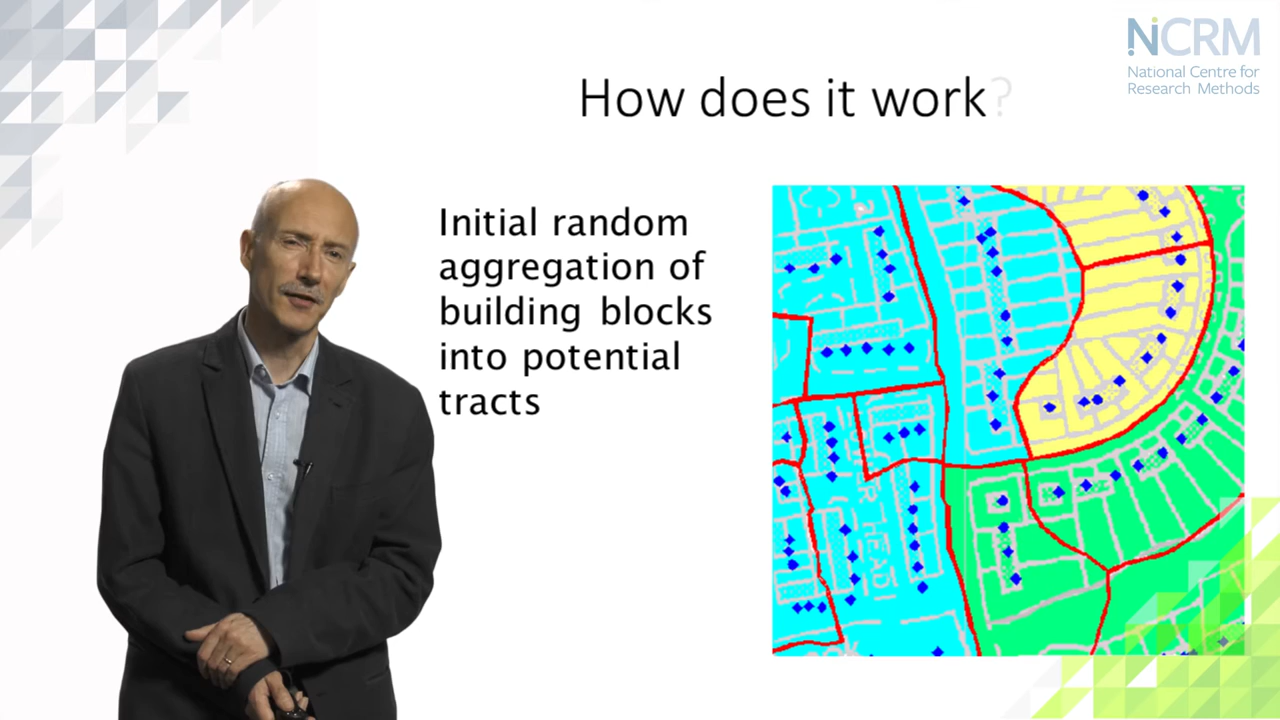 NCRM
National Centre for
Research Methods
How does it work?
Initial random
aggregation of
building blocks
into potential
tracts